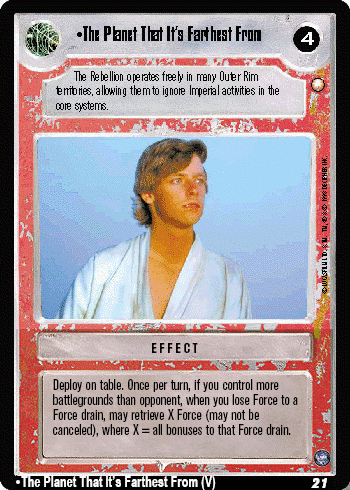 •The Planet That It's Farthest From
4
The Rebellion operates freely in many Outer Rim
territories, allowing them to ignore Imperial activities in the
core systems.
EFFECT
Deploy on table. Once per turn, if you control more
battlegrounds than opponent, when you lose Force to a
Force drain, may retrieve X Force (may not be
canceled), where X = all bonuses to that Force drain.
•The Planet That It's Farthest From (V)
21